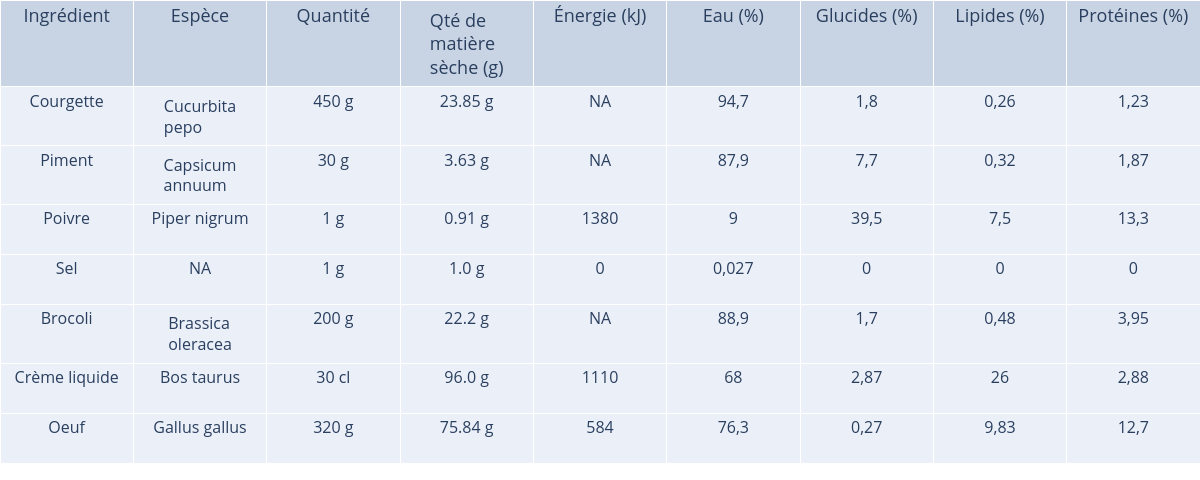 Ingrédient Espèce Quantité Qté de matière sèche (g) Énergie (kJ) Eau (%) Glucides (%) Lipides (%) Protéines (%)
Courgette Cucurbita pepo 450 g 23.85 g NA 94,7 1,8 0,26 1,23
Piment Capsicum annuum 30 g 3.63 g NA 87,9 7,7 0,32 1,87
Poivre Piper nigrum 1 g 0.91 g 1380 9 39,5 7,5 13,3
Sel NA 1 g 1.0 g 0 0,027 0 0 0
Brocoli Brassica oleracea 200 g 22.2 g NA 88,9 1,7 0,48 3,95
Crème liquide Bos taurus 30 cl 96.0 g 1110 68 2,87 26 2,88
Oeuf Gallus gallus 320 g 75.84 g 584 76,3 0,27 9,83 12,7